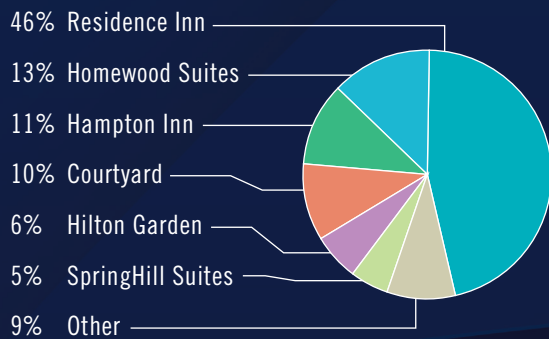 46% Residence Inn
13% Homewood Suites
11% Hampton Inn
10% Courtyard
6% Hilton Garden
5% SpringHill Suites
9% Other